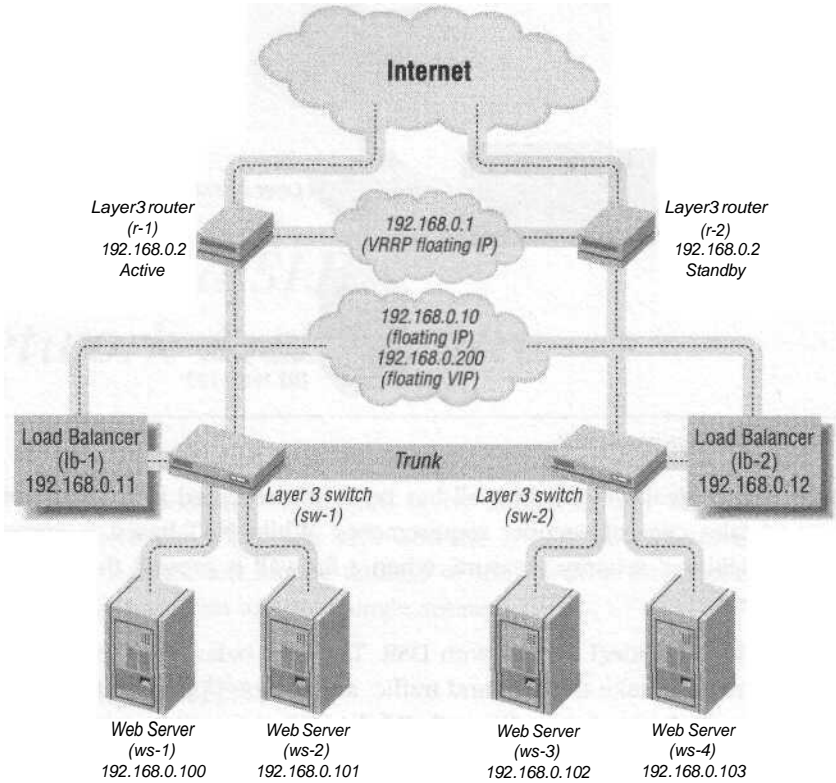 Internet
Layer3 router
(r-1)
192.168.0.2
Active
192.168.0.1
(VRRP floating IP)
Layer3 router
(r-2)
192.168.0.2
Standby
192.168.0.10
(floating IP)
192.168.0.200
(floating VIP)
Load Balancer
(lb-1)
192.168.0.11
Trunk
Load Balancer
(lb-2)
192.168.0.12
Layer 3 switch
(sw-1)
Layer 3 switch
(sw-2)
Web Server
(ws-1)
192.168.0.100
Web Server
(ws-2)
192.168.0.101
Web Server
(ws-3)
192.168.0.102
Web Server
(ws-4)
192.168.0.103